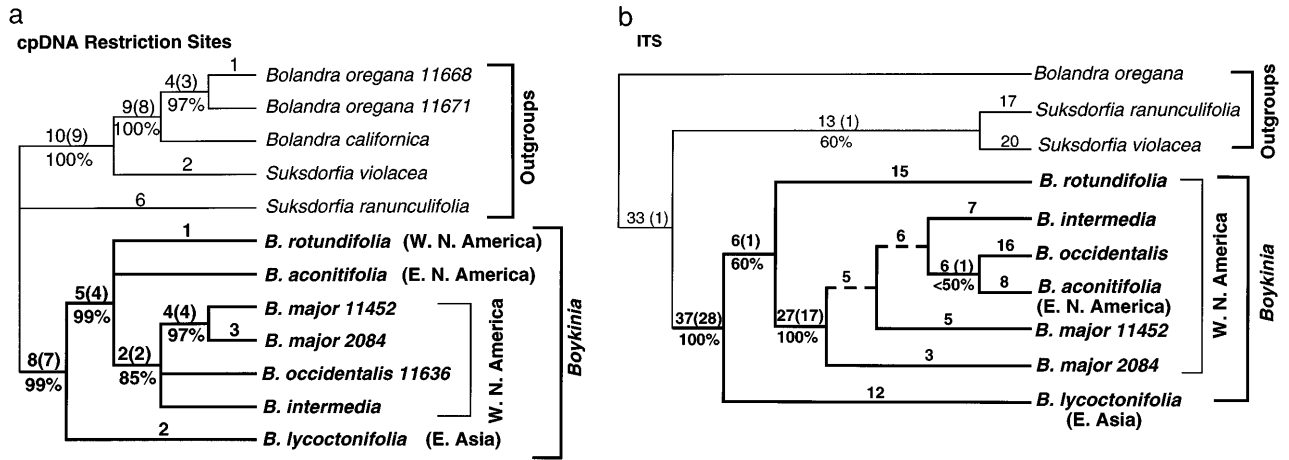 a
cpDNA Restriction Sites
1
Bolandra oregana 11668
4(3)
97%
Bolandra oregana 11671
9(8)
100%
Bolandra californica
10(9)
100%
2
Suksdorfia violacea
6
Suksdorfia ranunculifolia
Outgroups
1
B. rotundifolia (W. N. America)
B. aconitifolia (E. N. America)
5(4)
99%
4(4)
97%
B. major 11452
3
B. major 2084
2(2)
85%
B. occidentalis 11636
8(7)
99%
B. intermedia
W. N. America
2
B. lycoctonifolia (E. Asia)
Boykinia
b
ITS
Bolandra oregana
17
Suksdorfia ranunculifolia
13 (1)
60%
20
Suksdorfia violacea
Outgroups
15
B. rotundifolia
33 (1)
7
B. intermedia
6(1)
60%
6
16
B. occidentalis
6 (1)
<50%
8
B. aconitifolia
(E. N. America)
5
37(28)
100%
27(17)
100%
5
B. major 11452
3
B. major 2084
W. N. America
12
B. lycoctonifolia
(E. Asia)
Boykinia